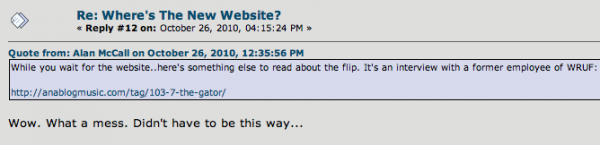 Re: Where's The New Website?
« Reply #12 on: October 26, 2010, 04:15:24 PM »
Quote from: Alan McCall on October 26, 2010, 12:35:56 PM
While you wait for the website..here's something else to read about the flip. It's an interview with a former employee of WRUF:
http://anablogmusic.com/tag/103-7-the-gator/
Wow. What a mess. Didn't have to be this way...